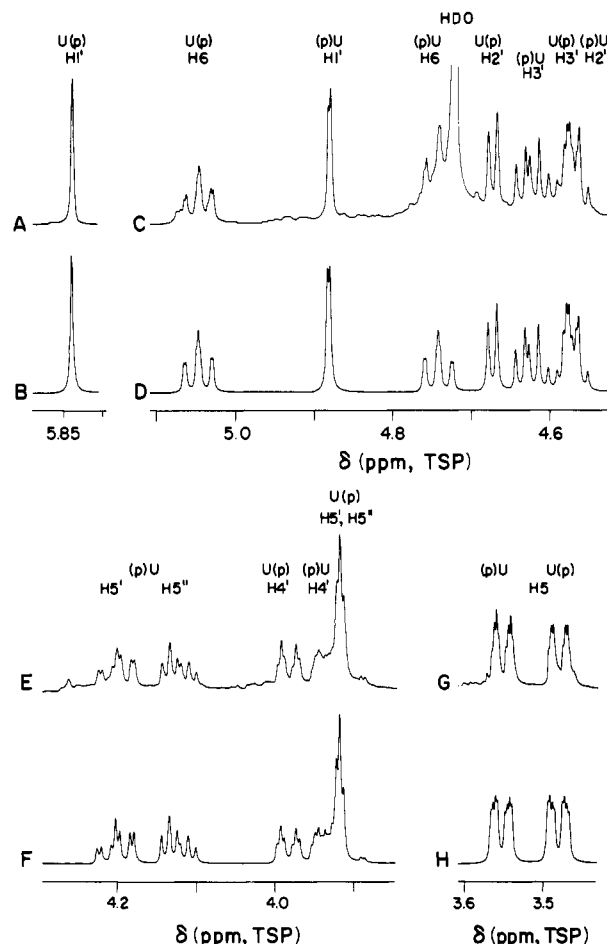 HDO
U(p) U(p) (p)U (p)U U(p) (p)U U(p) (p)U
H1' H6 H1' H6 H2' H3' H3' H2'
A C
B D
5.85 5.0 4.8 4.6
δ (ppm, TSP)
U(p)
H5', H5"
(p)U U(p) (p)U (p)U U(p)
H5' H5" H4' H4' H5
E G
F H
4.2 4.0 3.6 3.5
δ (ppm, TSP) δ (ppm, TSP)